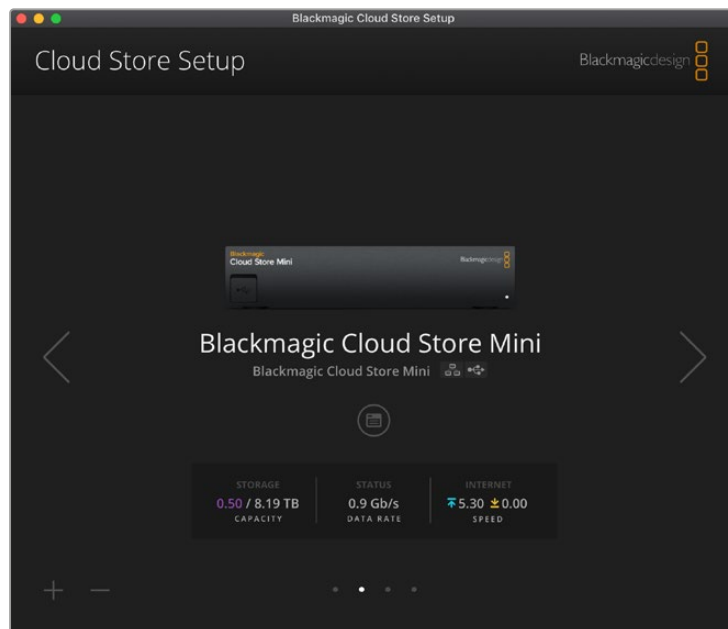 Blackmagic Cloud Store Setup
Cloud Store Setup
Blackmagicdesign
Blackmagic
Cloud Store Mini
Blackmagicdesign
Blackmagic Cloud Store Mini
Blackmagic Cloud Store Mini
STORAGE STATUS INTERNET
0.50 / 8.19 TB 0.9 Gb/s 5.30 0.00
CAPACITY DATA RATE SPEED